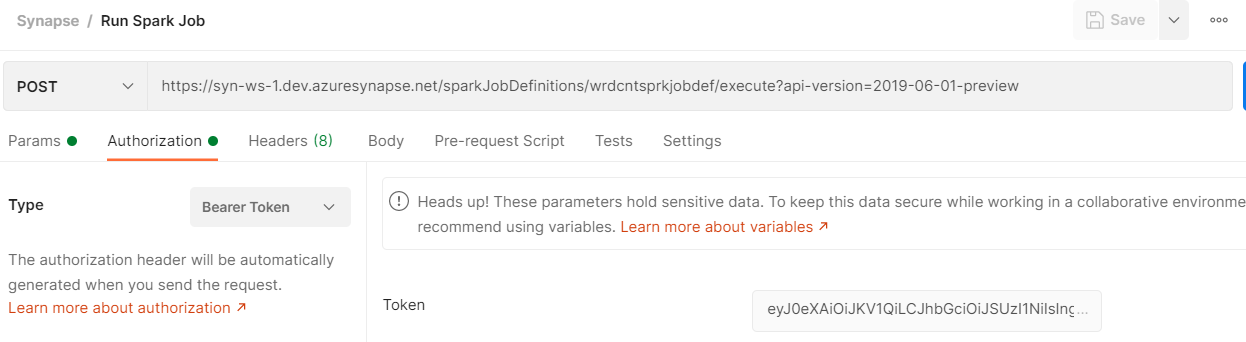 Synapse / Run Spark Job
Save
POST
https://syn-ws-1.dev.azuresynapse.net/sparkJobDefinitions/wrdcntsprkjobdef/execute?api-version=2019-06-01-preview
Params Authorization Headers (8) Body Pre-request Script Tests Settings
Type
Bearer Token
The authorization header will be automatically
generated when you send the request.
Learn more about authorization ↗
Heads up! These parameters hold sensitive data. To keep this data secure while working in a collaborative environme
recommend using variables. Learn more about variables ↗
Token
eyJ0eXAiOiJKV1QiLCJhbGciOiJSUzI1NiIsIng...